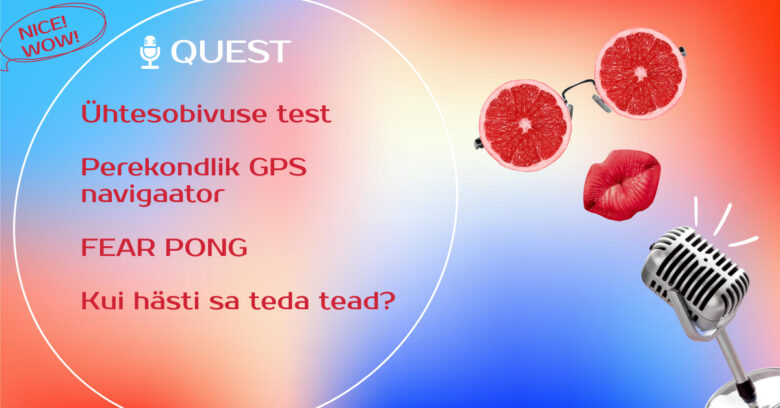 NICE!
WOW!
QUEST
Ühtesobivuse test
Perekondlik GPS
navigaator
FEAR PONG
Kui hästi sa teda tead?